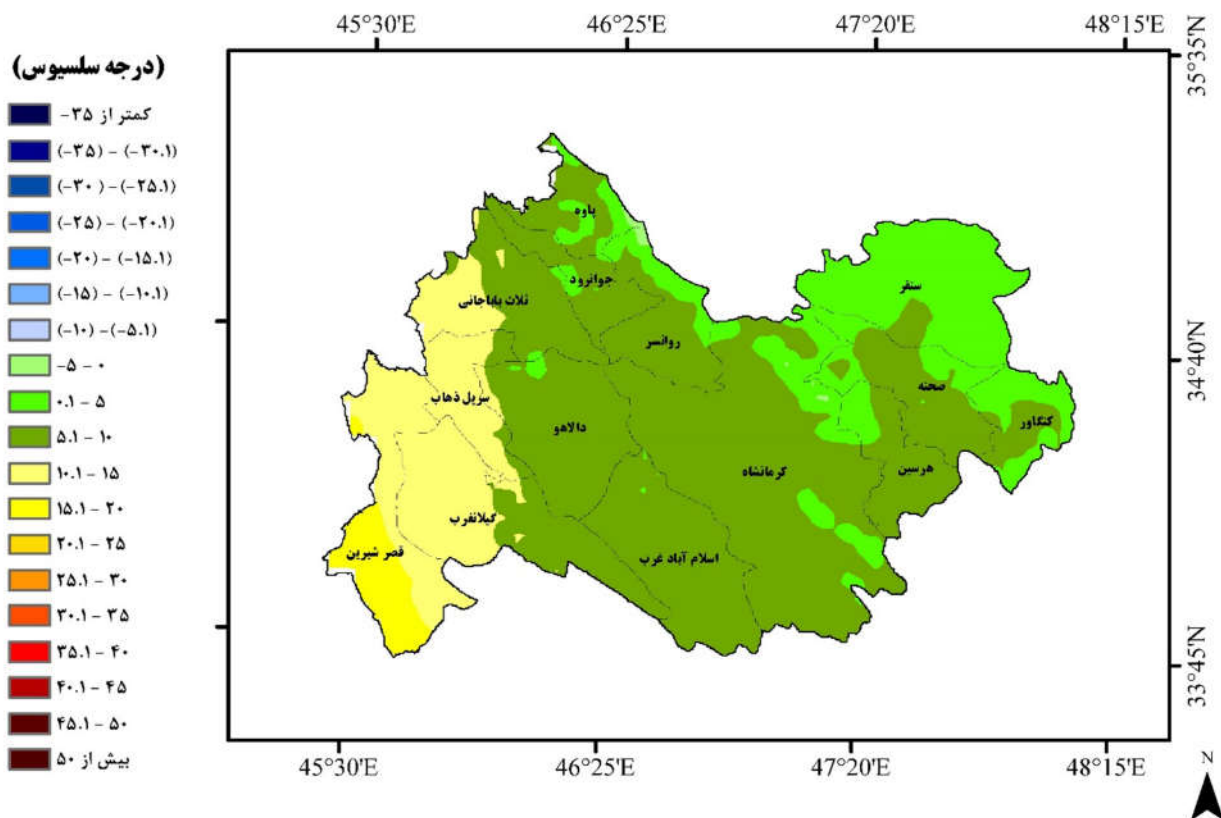 45°30'E
46°25'E
47°20'E
48°15'E
35°35'N
34°40'N
33°45'N
(درجه سلسیوس)
کمتر از ۳۵ -
(-۳۵) - (-۳۰.۱)
(-۳۰ ) - (-۲۵.۱)
(-۲۵) - (-۲۰.۱)
(-۲۰) - (-۱۵.۱)
(-۱۵) - (-۱۰.۱)
(-۱۰) - (-۵.۱)
-۵ - ۰
۰.۱ - ۵
۵.۱ - ۱۰
۱۰.۱ - ۱۵
۱۵.۱ - ۲۰
۲۰.۱ - ۲۵
۲۵.۱ - ۳۰
۳۰.۱ - ۳۵
۳۵.۱ - ۴۰
۴۰.۱ - ۴۵
۴۵.۱ - ۵۰
بیش از ۵۰
پاوه
جوانرود
ثلاث باباجانی
روانسر
سنقر
صحنه
کنگاور
سرپل ذهاب
دالاهو
کرمانشاه
هرسین
گیلانغرب
قصر شیرین
اسلام آباد غرب
45°30'E
46°25'E
47°20'E
48°15'E
N